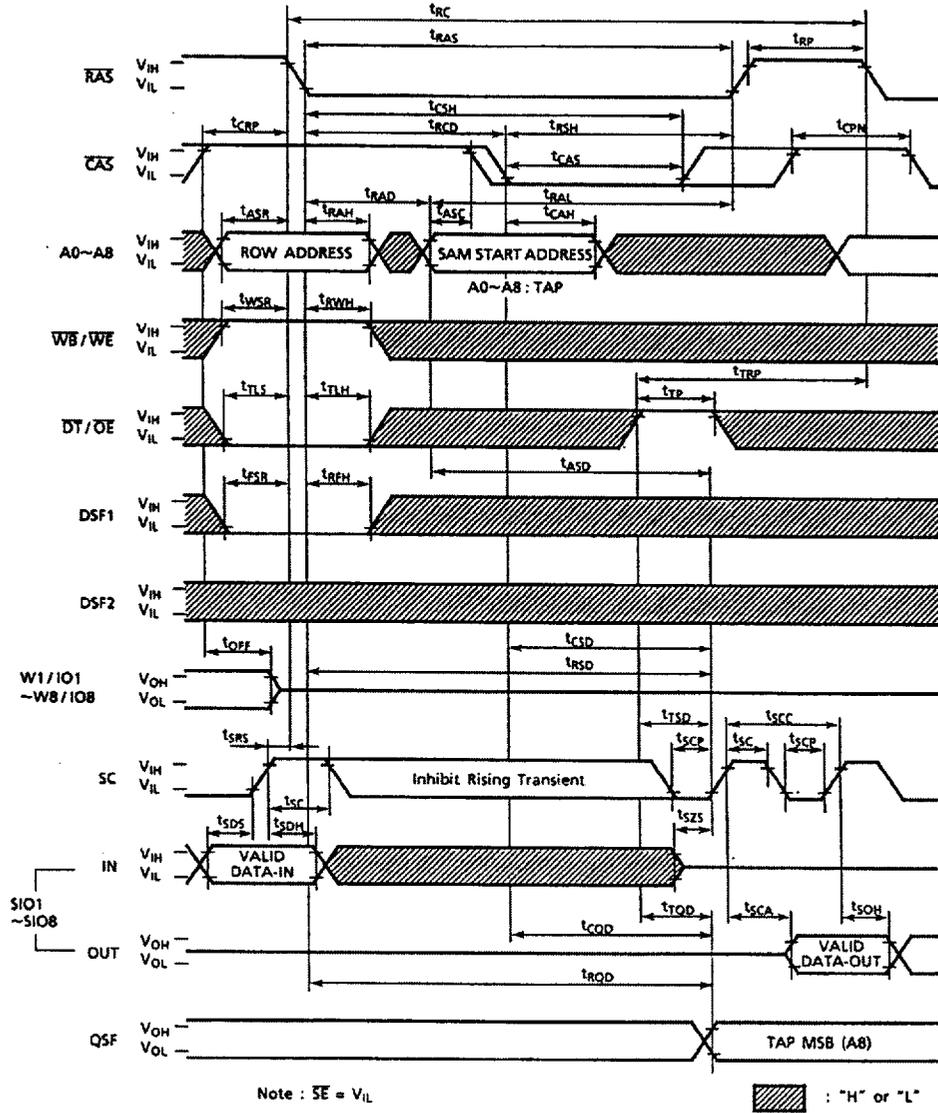 tRC
tRAS
tRP
RAS VIH VIL
tCSH
tCRP tRCD tRSH tCPN
CAS VIH VIL
tCAS
tRAD tRAL
tASR tRAH tASC tCAH
A0~A8 VIH VIL ROW ADDRESS SAM START ADDRESS
A0~A8 : TAP
tWSR tRWH
WB / WE VIH VIL
tTRP
tTLS tTLH tTP
DT / OE VIH VIL
tASD
tFSR tRFH
DSF1 VIH VIL
DSF2 VIH VIL
tCSD
tOFF
tRSD
W1 / IO1
~W8 / IO8
VOH VOL
tTSD tSCC
tSRS tSCP tSC tSCP
SC VIH VIL Inhibit Rising Transient
tSC
tSZS
tSDS tSDH
IN VIH VIL VALID DATA-IN
SIO1
~SIO8
tTQD tSCA tSOH
tCQD
OUT VOH VOL VALID DATA-OUT
tRQD
QSF VOH VOL TAP MSB (A8)
Note : SE = VIL
: "H" or "L"